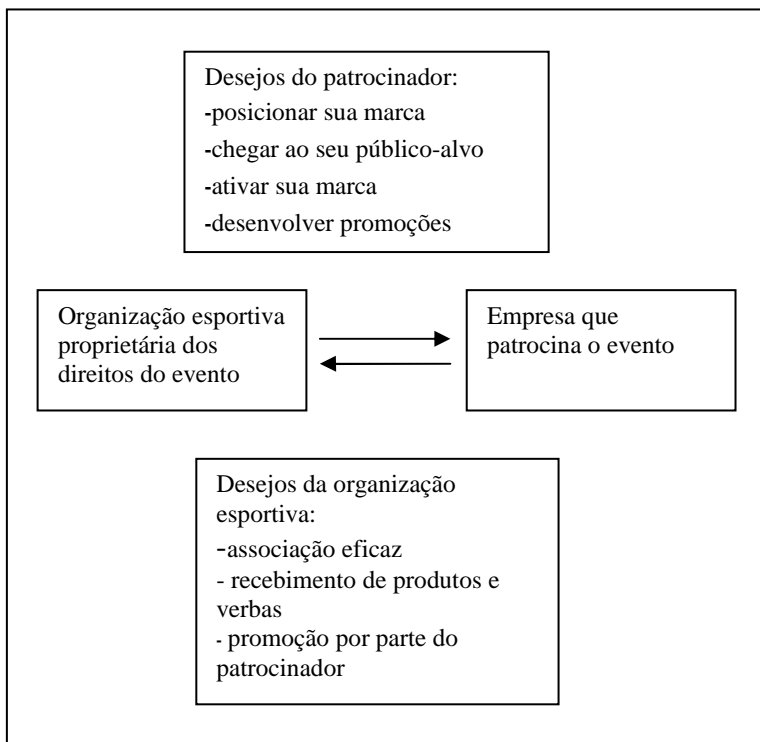 Desejos do patrocinador:
-posicionar sua marca
-chegar ao seu público-alvo
-ativar sua marca
-desenvolver promoções
Organização esportiva
proprietária dos
direitos do evento
Empresa que
patrocina o evento
Desejos da organização
esportiva:
-associação eficaz
- recebimento de produtos e
verbas
- promoção por parte do
patrocinador